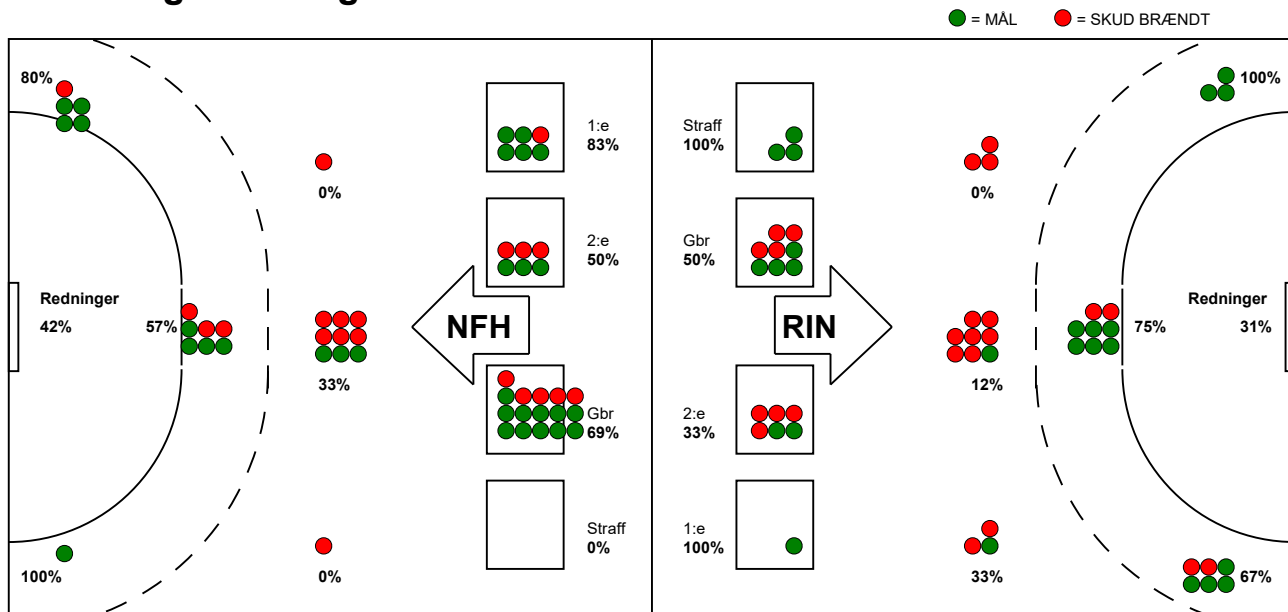 = MÅL = SKUD BRÆNDT
80%
100%
1:e
83%
Straff
100%
0%
0%
2:e
50%
Gbr
50%
Redninger
42%
57%
NFH
RIN
75%
Redninger
31%
33%
12%
Gbr
69%
2:e
33%
Straff
0%
1:e
100%
100%
0%
33%
67%